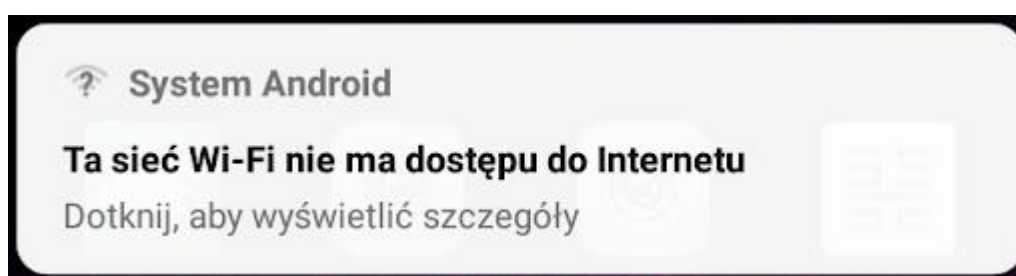 System Android
Ta sieć Wi-Fi nie ma dostępu do Internetu
Dotknij, aby wyświetlić szczegóły